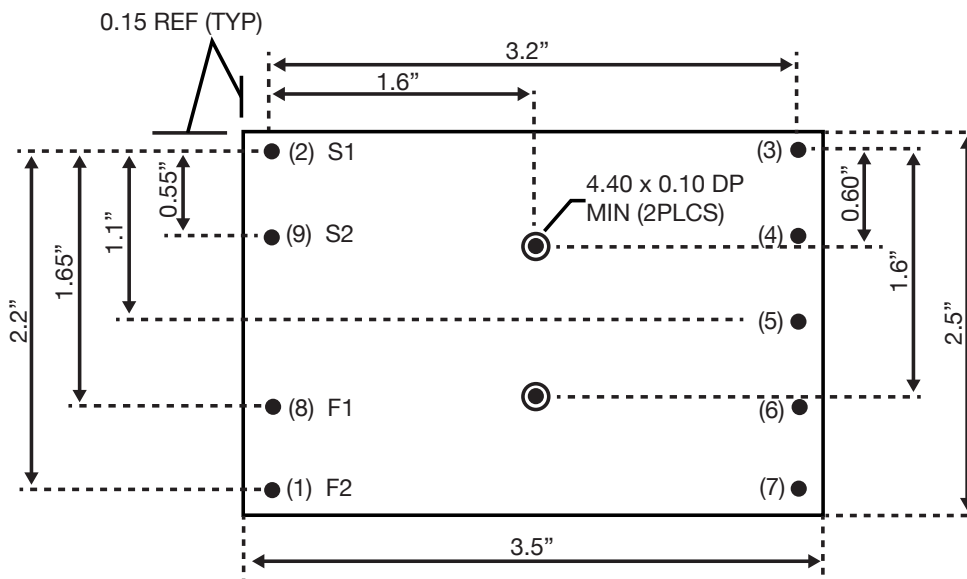 0.15 REF (TYP)
3.2”
1.6”
(2) S1
(3)
0.55”
4.40 x 0.10 DP
MIN (2PLCS)
0.60”
1.1”
(9) S2
(4)
1.65”
1.6”
2.2”
(5)
2.5”
(8) F1
(6)
(1) F2
(7)
3.5”